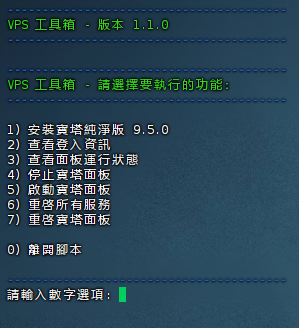 ------------------------------------
VPS 工具箱 - 版本 1.1.0
------------------------------------
------------------------------------
VPS 工具箱 - 請選擇要執行的功能:
------------------------------------
1) 安裝寶塔純淨版 9.5.0
2) 查看登入資訊
3) 查看面板運行狀態
4) 停止寶塔面板
5) 啟動寶塔面板
6) 重啓所有服務
7) 重啓寶塔面板
0) 離開腳本
------------------------------------
請輸入數字選項: